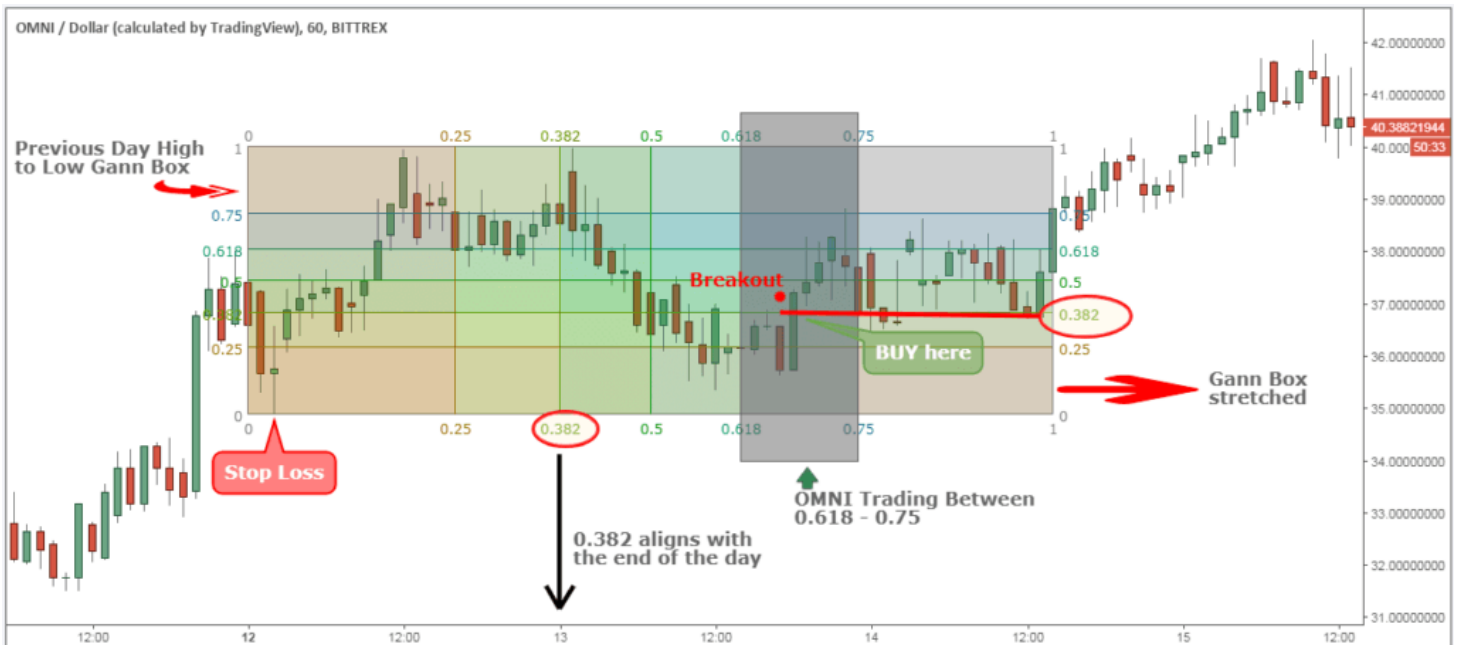 OMNI / Dollar (calculated by TradingView), 60, BITTREX
42.00000000
41.00000000
40.38821944
40.000
50:33
39.00000000
38.00000000
37.00000000
36.00000000
35.00000000
34.00000000
33.00000000
32.00000000
31.00000000
Previous Day High
to Low Gann Box
0 0.25 0.382 0.5 0.618 0.75 1
1 1
0.75 0.75
0.618 0.618
0.5 0.5
0.382 0.382
0.25 0.25
0 0
0 0.25 0.382 0.5 0.618 0.75 1
Breakout
BUY here
Gann Box
stretched
Stop Loss
OMNI Trading Between
0.618 - 0.75
0.382 aligns with
the end of the day
12:00 12 12:00 13 12:00 14 12:00 15 12:00